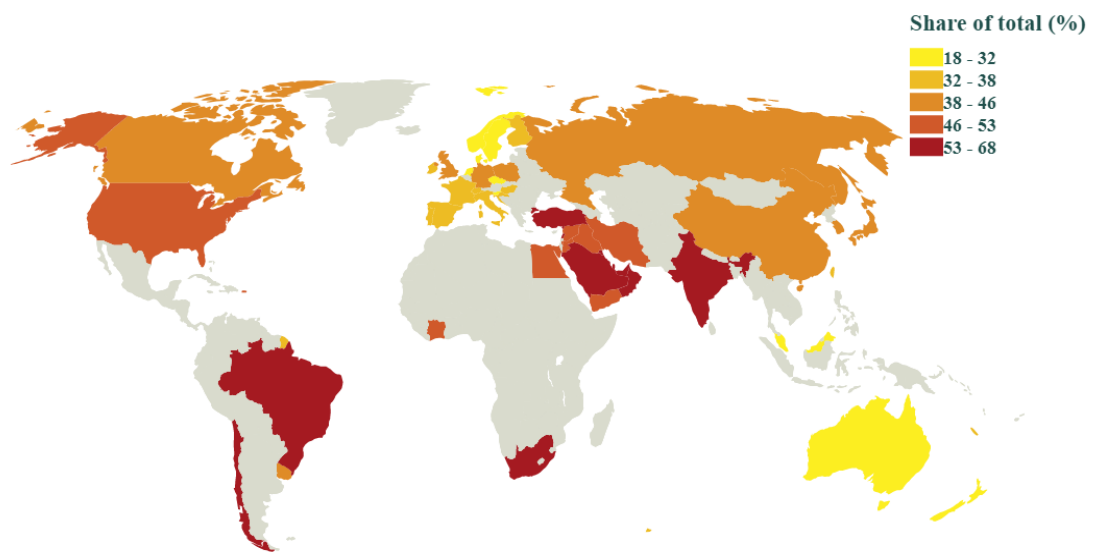 Share of total (%)
18 - 32
32 - 38
38 - 46
46 - 53
53 - 68